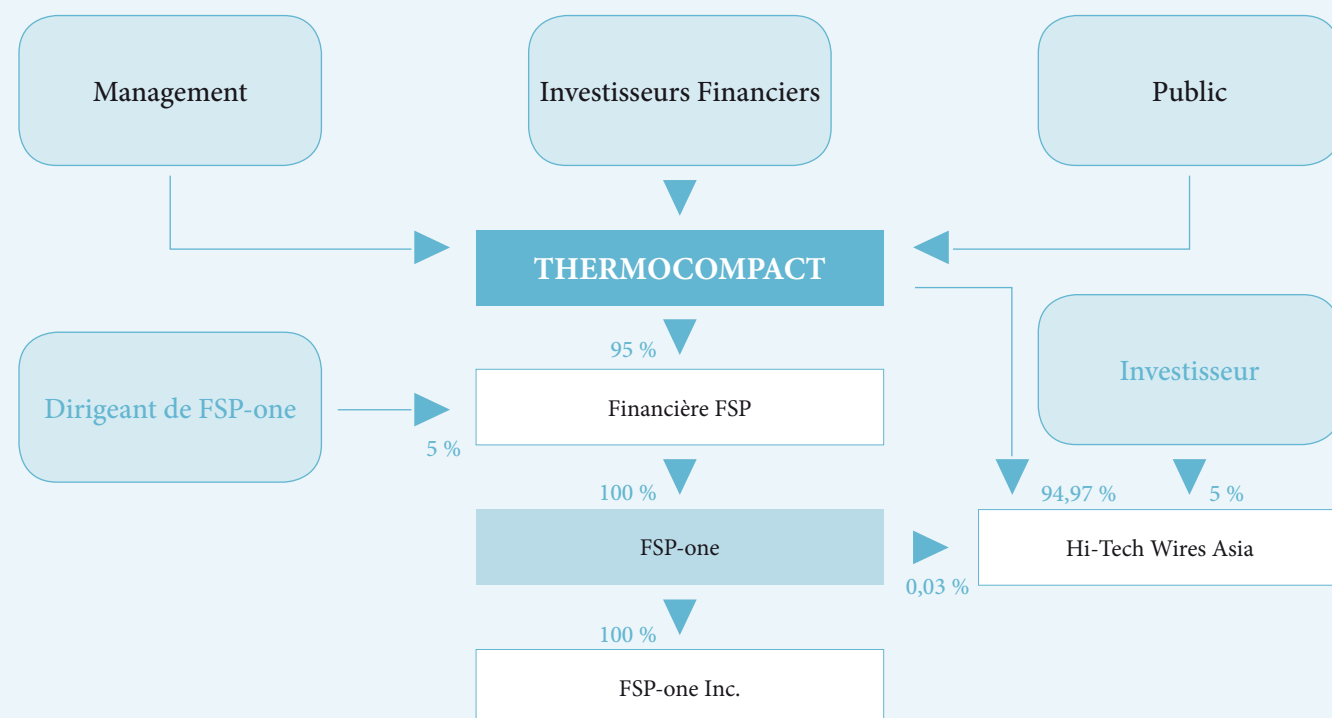 Management
Investisseurs Financiers
Public
THERMOCOMPACT
95 %
Dirigeant de FSP-one
5 %
Financière FSP
Investisseur
100 %
94,97 %
5 %
FSP-one
0,03 %
Hi-Tech Wires Asia
100 %
FSP-one Inc.